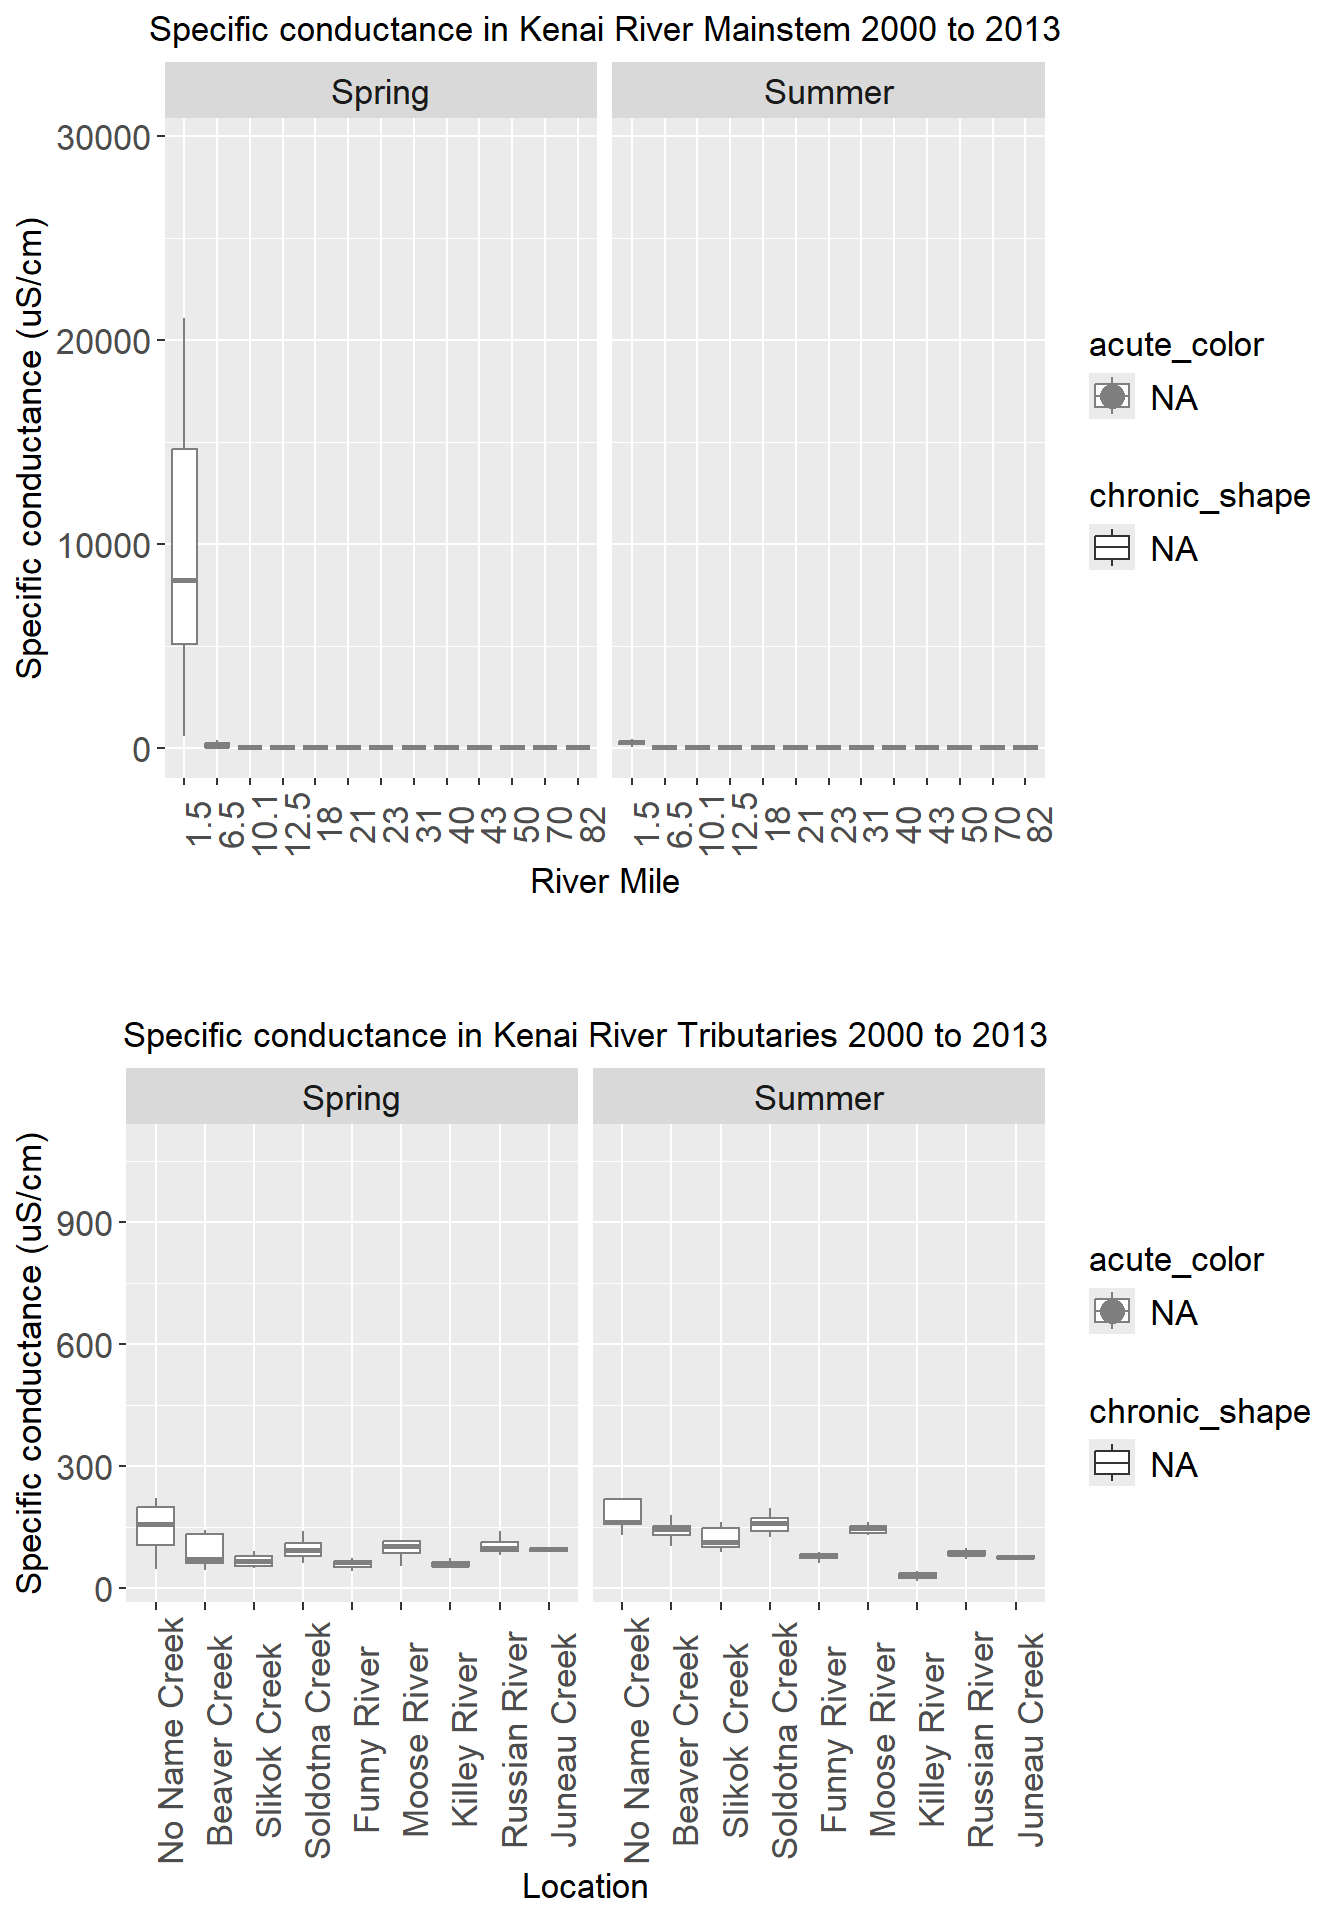 Specific conductance in Kenai River Mainstem 2000 to 2013
Spring
Summer
Specific conductance (uS/cm)
30000
20000
10000
0
1.5
6.5
10.1
12.5
18
21
23
31
40
43
50
70
82
1.5
6.5
10.1
12.5
18
21
23
31
40
43
50
70
82
River Mile
acute_color
NA
chronic_shape
NA
Specific conductance in Kenai River Tributaries 2000 to 2013
Spring
Summer
Specific conductance (uS/cm)
900
600
300
0
No Name Creek
Beaver Creek
Slikok Creek
Soldotna Creek
Funny River
Moose River
Killey River
Russian River
Juneau Creek
No Name Creek
Beaver Creek
Slikok Creek
Soldotna Creek
Funny River
Moose River
Killey River
Russian River
Juneau Creek
Location
acute_color
NA
chronic_shape
NA